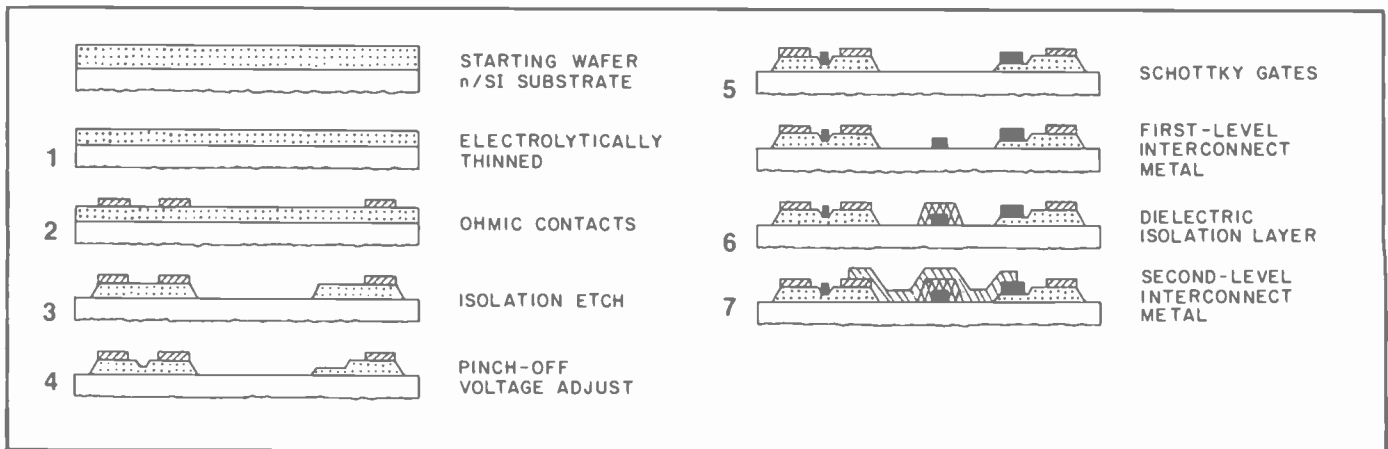 STARTING WAFER
n/SI SUBSTRATE
1
ELECTROLYTICALLY
THINNED
2
OHMIC CONTACTS
3
ISOLATION ETCH
4
PINCH-OFF
VOLTAGE ADJUST
5
SCHOTTKY GATES
FIRST-LEVEL
INTERCONNECT
METAL
6
DIELECTRIC
ISOLATION LAYER
7
SECOND-LEVEL
INTERCONNECT
METAL